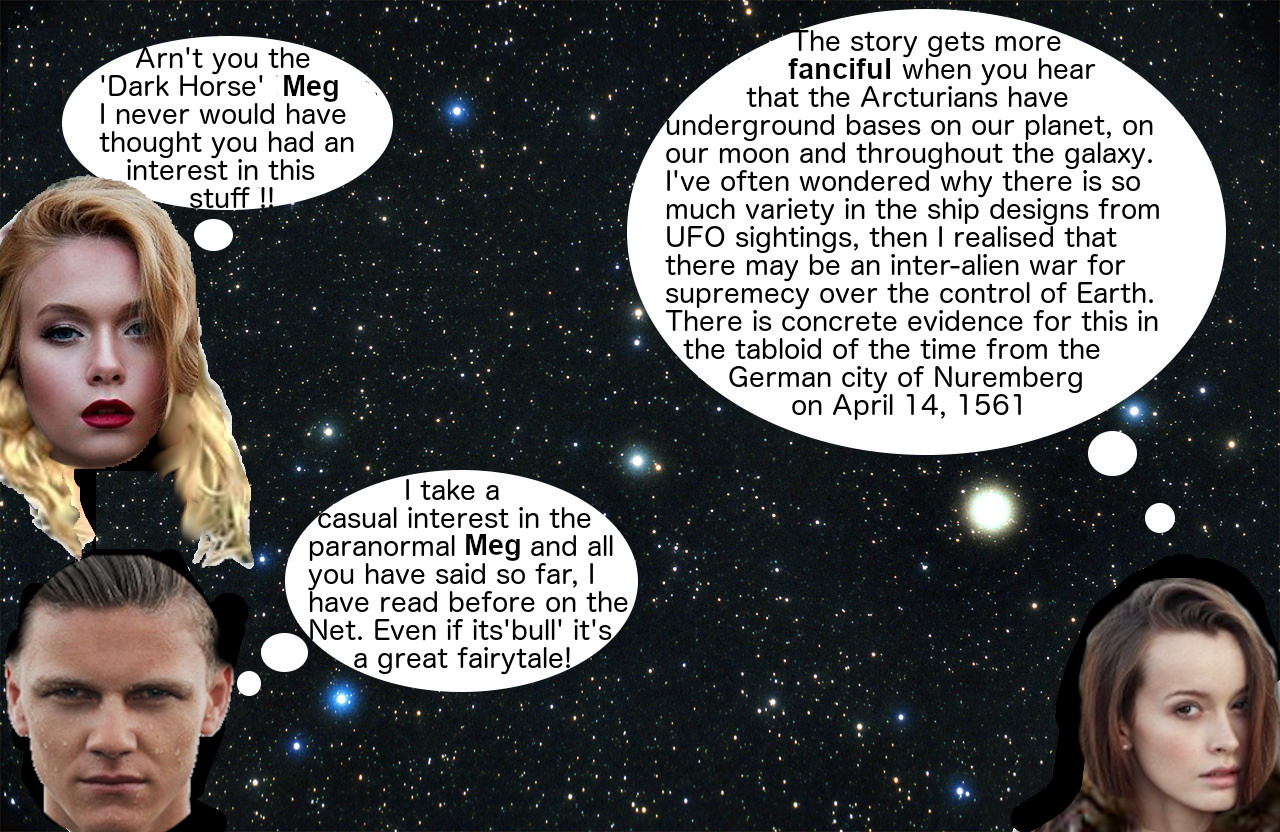 Arn't you the
'Dark Horse' Meg
I never would have
thought you had an
interest in this
stuff !!
The story gets more
fanciful when you hear
that the Arcturians have
underground bases on our planet, on
our moon and throughout the galaxy.
I've often wondered why there is so
much variety in the ship designs from
UFO sightings, then I realised that
there may be an inter-alien war for
supremecy over the control of Earth.
There is concrete evidence for this in
the tabloid of the time from the
German city of Nuremberg
on April 14, 1561
I take a
casual interest in the
paranormal Meg and all
you have said so far, I
have read before on the
Net. Even if its'bull' it's
a great fairytale!